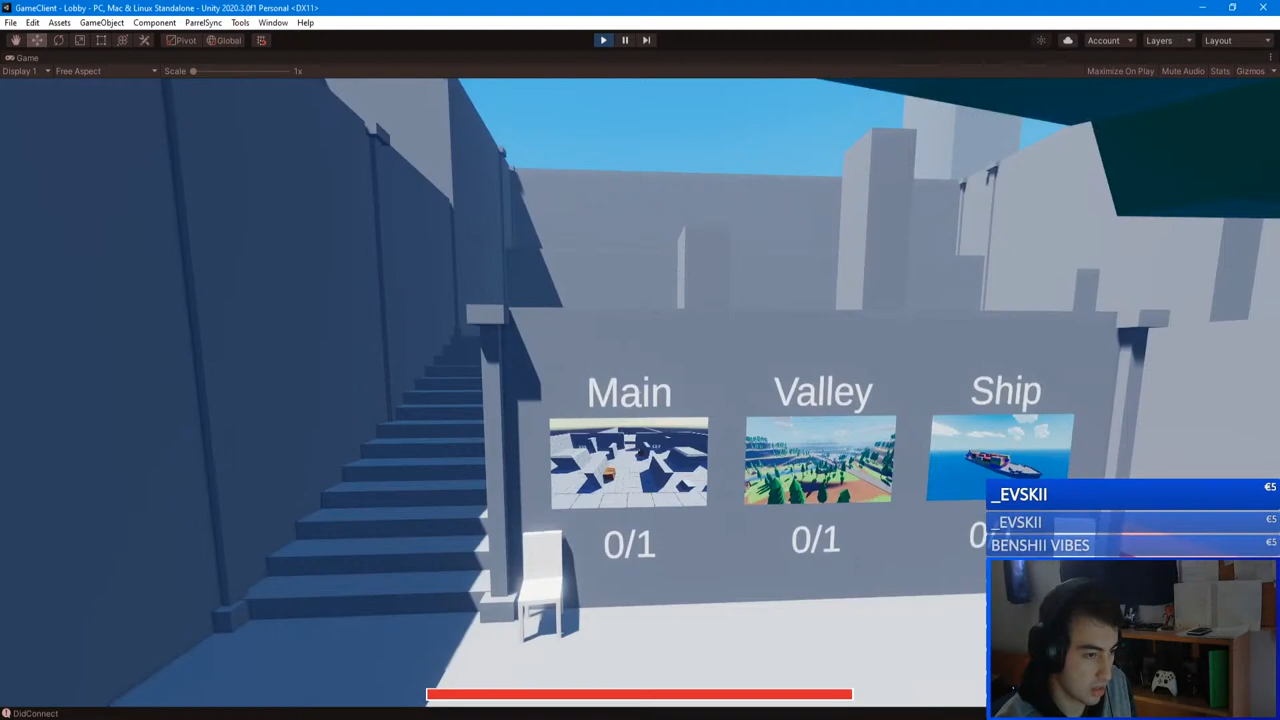 GameClient - Lobby - PC, Mac & Linux Standalone - Unity 2020.3.0f1 Personal <DX11>
File Edit Assets GameObject Component ParrelSync Tools Window Help
Pivot Global Account Layers Layout
Game
Display 1 Free Aspect Scale 1x Maximize On Play Mute Audio Stats Gizmos
Main Valley Ship
0/1 0/1 0/
_EVSKII €5
_EVSKII €5
BENSHII VIBES €5
DidConnect